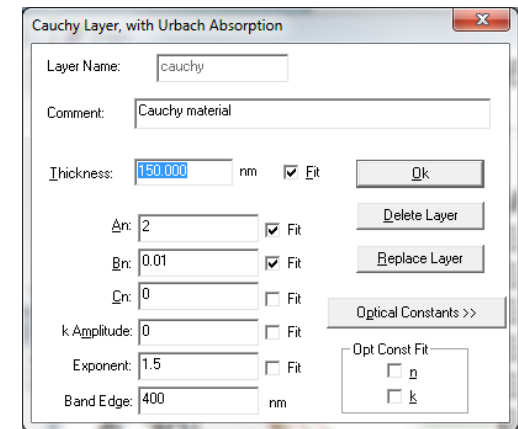 Cauchy Layer, with Urbach Absorption
Layer Name: cauchy
Comment: Cauchy material
Thickness: 150.000 nm Fit Ok
Delete Layer
An: 2 Fit
Replace Layer
Bn: 0.01 Fit
Cn: 0 Fit
Optical Constants >>
k Amplitude: 0 Fit
Opt Const Fit
Exponent: 1.5 Fit n
Band Edge: 400 nm k